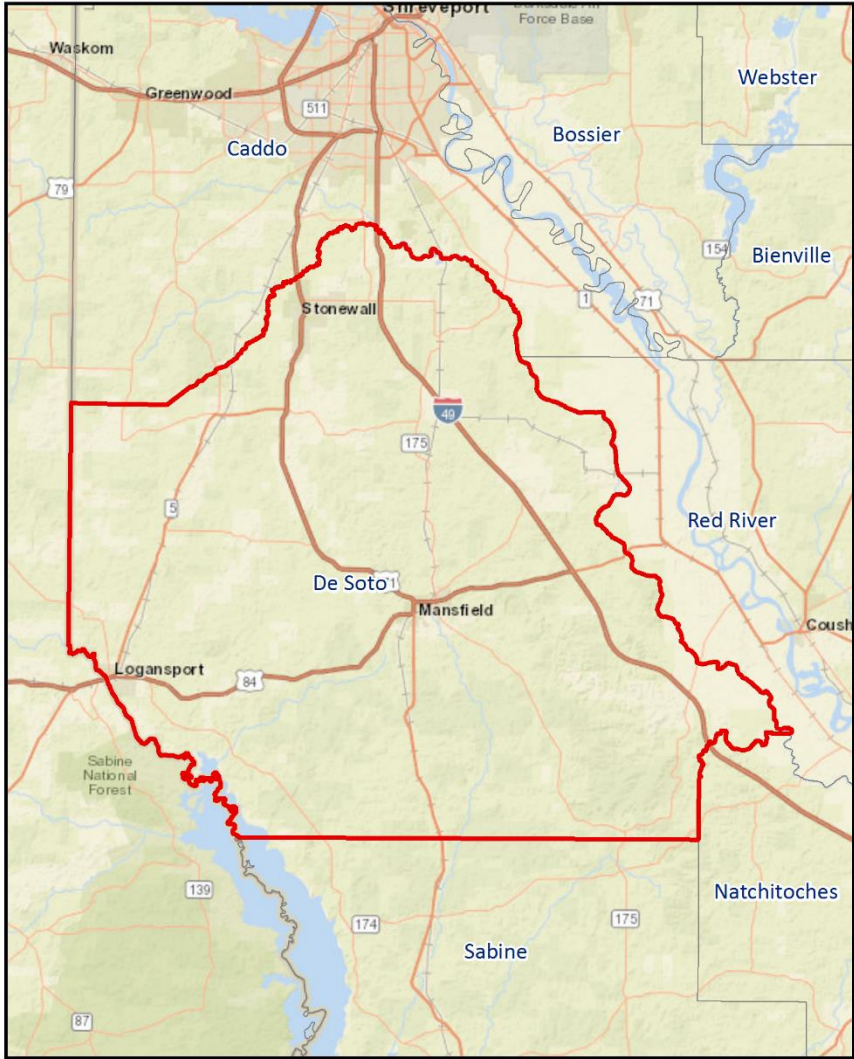 Shreveport
Force Base
Waskom
Webster
Greenwood
511
Bossier
Caddo
79
154
Bienville
1
71
Stonewall
49
175
5
Red River
De Soto
Mansfield
Coush
Logansport
84
Sabine
National
Forest
139
Natchitoches
174
175
Sabine
87